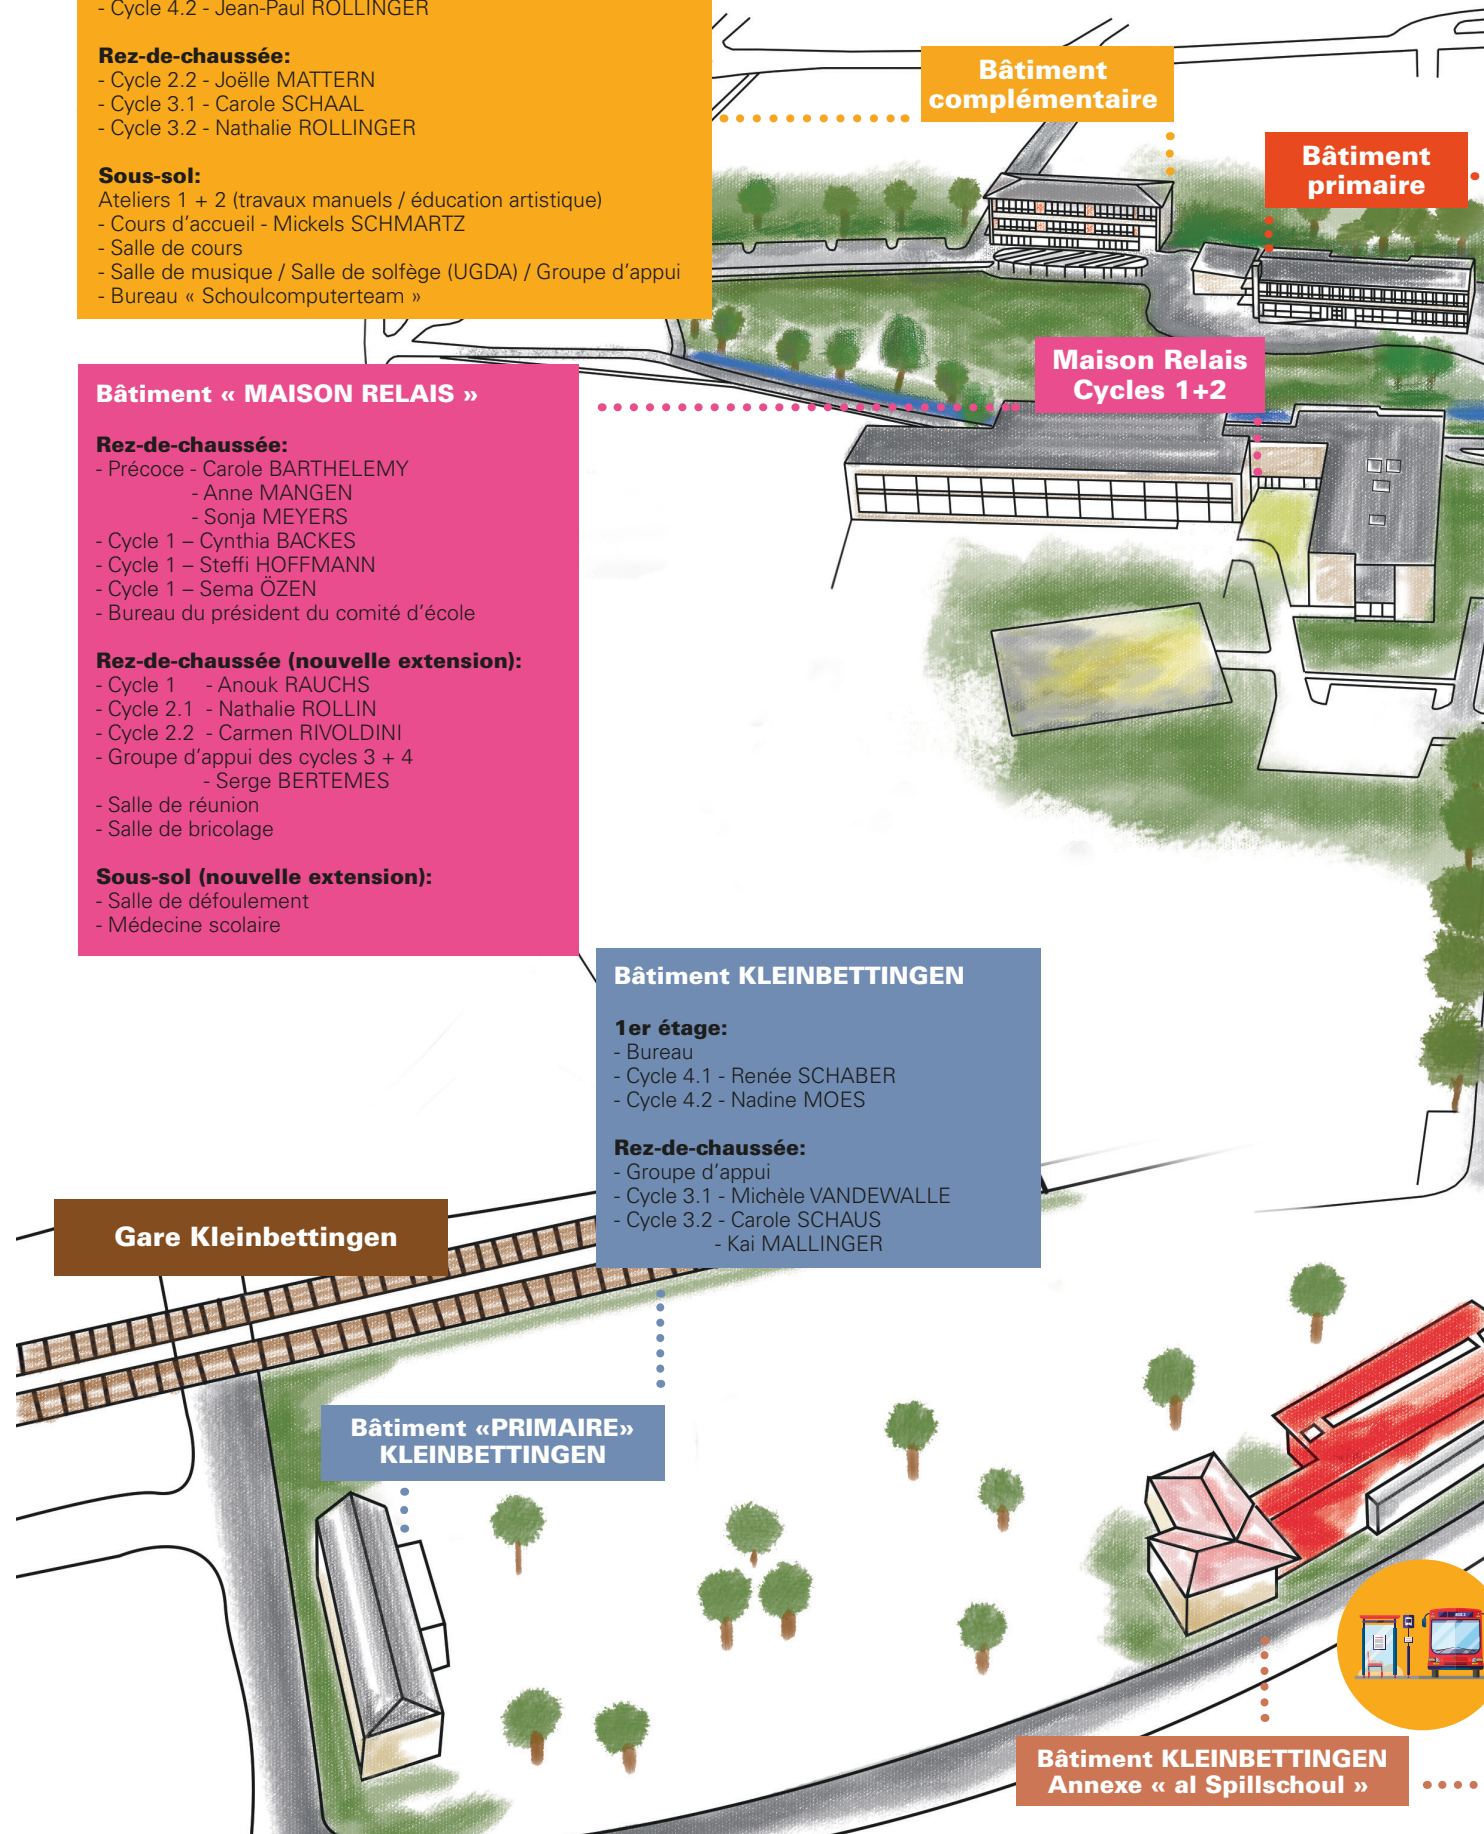 - Cycle 4.2 - Jean-Paul ROLLINGER
Rez-de-chaussée:
- Cycle 2.2 - Joëlle MATTERN
- Cycle 3.1 - Carole SCHAAL
- Cycle 3.2 - Nathalie ROLLINGER
Sous-sol:
Ateliers 1 + 2 (travaux manuels / éducation artistique)
- Cours d'accueil - Mickels SCHMARTZ
- Salle de cours
- Salle de musique / Salle de solfège (UGDA) / Groupe d'appui
- Bureau « Schoulcomputerteam »
Bâtiment
complémentaire
Bâtiment
primaire
Maison Relais
Cycles 1+2
Bâtiment « MAISON RELAIS »
Rez-de-chaussée:
- Précoce - Carole BARTHELEMY
- Anne MANGEN
- Sonja MEYERS
- Cycle 1 – Cynthia BACKES
- Cycle 1 – Steffi HOFFMANN
- Cycle 1 – Sema ÖZEN
- Bureau du président du comité d'école
Rez-de-chaussée (nouvelle extension):
- Cycle 1 - Anouk RAUCHS
- Cycle 2.1 - Nathalie ROLLIN
- Cycle 2.2 - Carmen RIVOLDINI
- Groupe d'appui des cycles 3 + 4
- Serge BERTEMES
- Salle de réunion
- Salle de bricolage
Sous-sol (nouvelle extension):
- Salle de défoulement
- Médecine scolaire
Bâtiment KLEINBETTINGEN
1er étage:
- Bureau
- Cycle 4.1 - Renée SCHABER
- Cycle 4.2 - Nadine MOES
Rez-de-chaussée:
- Groupe d'appui
- Cycle 3.1 - Michèle VANDEWALLE
- Cycle 3.2 - Carole SCHAUS
- Kai MALLINGER
Gare Kleinbettingen
Bâtiment «PRIMAIRE»
KLEINBETTINGEN
Bâtiment KLEINBETTINGEN
Annexe « al Spillschoul »